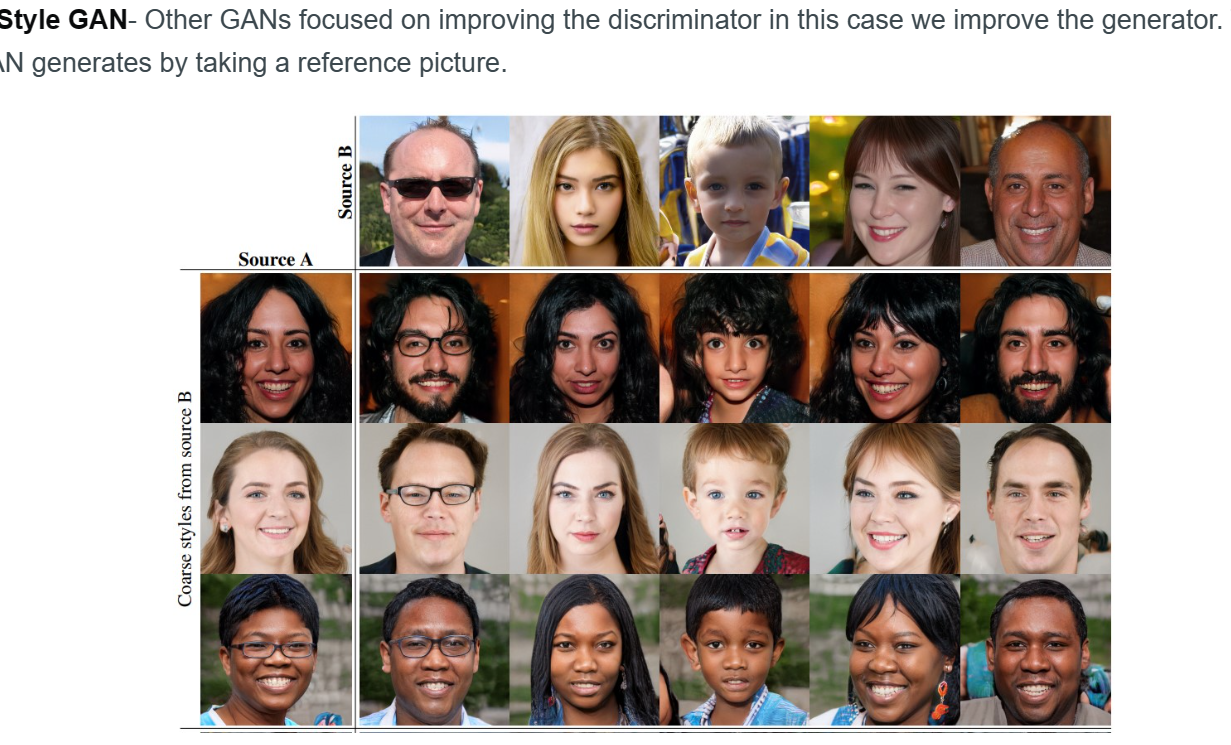 Style GAN- Other GANs focused on improving the discriminator in this case we improve the generator.
AN generates by taking a reference picture.
Source B
Source A
Coarse styles from source B